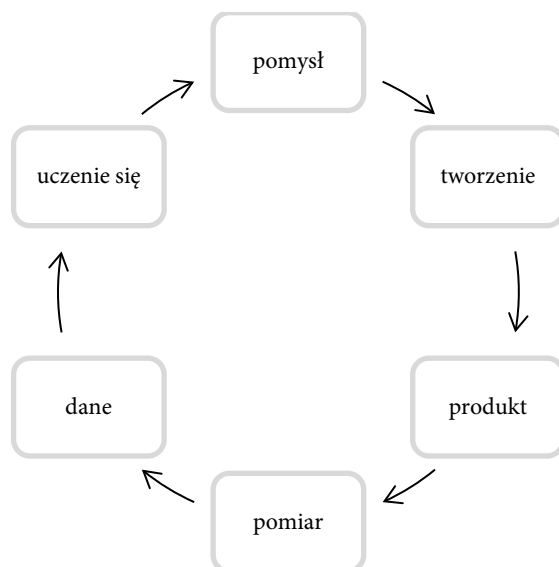 pomysł
tworzenie
produkt
pomiar
dane
uczenie się